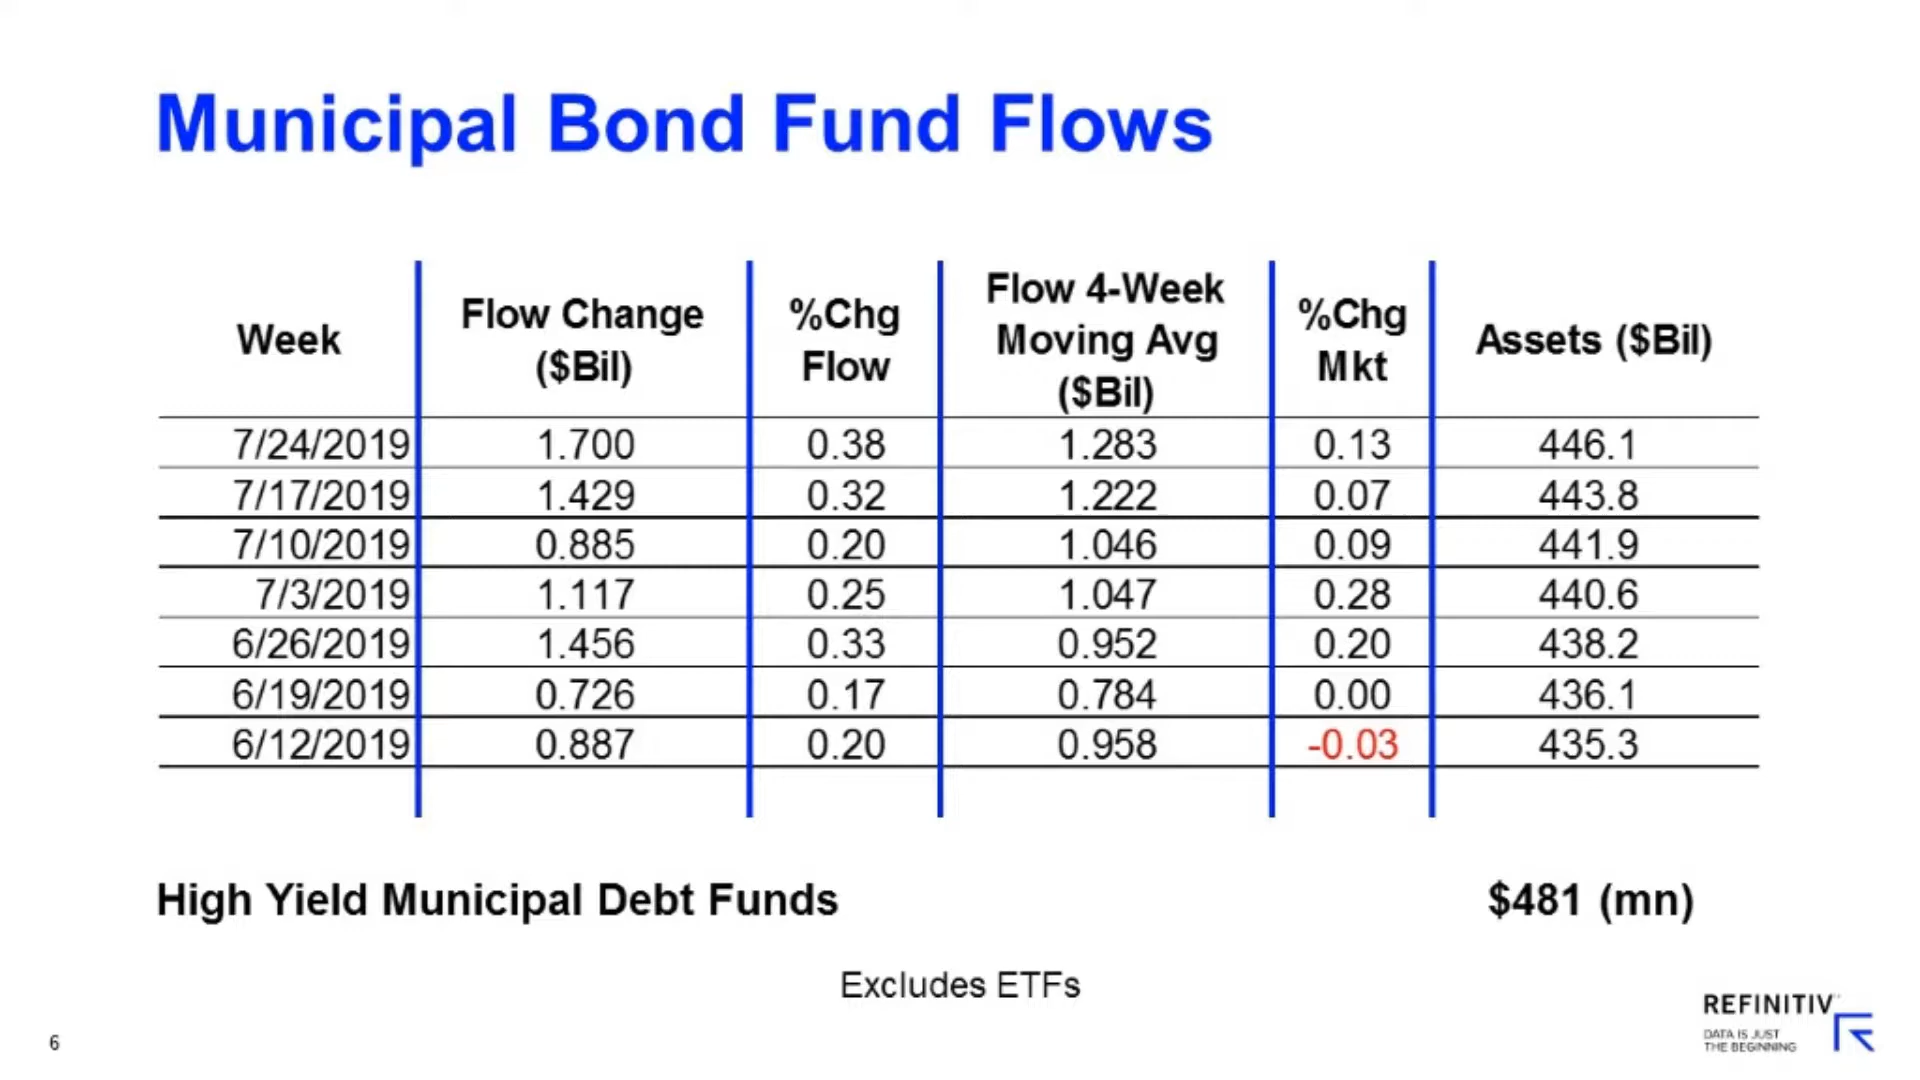 Municipal Bond Fund Flows
Week Flow Change ($Bil) %Chg Flow Flow 4-Week Moving Avg ($Bil) %Chg Mkt Assets ($Bil)
7/24/2019 1.700 0.38 1.283 0.13 446.1
7/17/2019 1.429 0.32 1.222 0.07 443.8
7/10/2019 0.885 0.20 1.046 0.09 441.9
7/3/2019 1.117 0.25 1.047 0.28 440.6
6/26/2019 1.456 0.33 0.952 0.20 438.2
6/19/2019 0.726 0.17 0.784 0.00 436.1
6/12/2019 0.887 0.20 0.958 -0.03 435.3
High Yield Municipal Debt Funds $481 (mn)
Excludes ETFs
REFINITIV
DATA IS JUST
THE BEGINNING
6